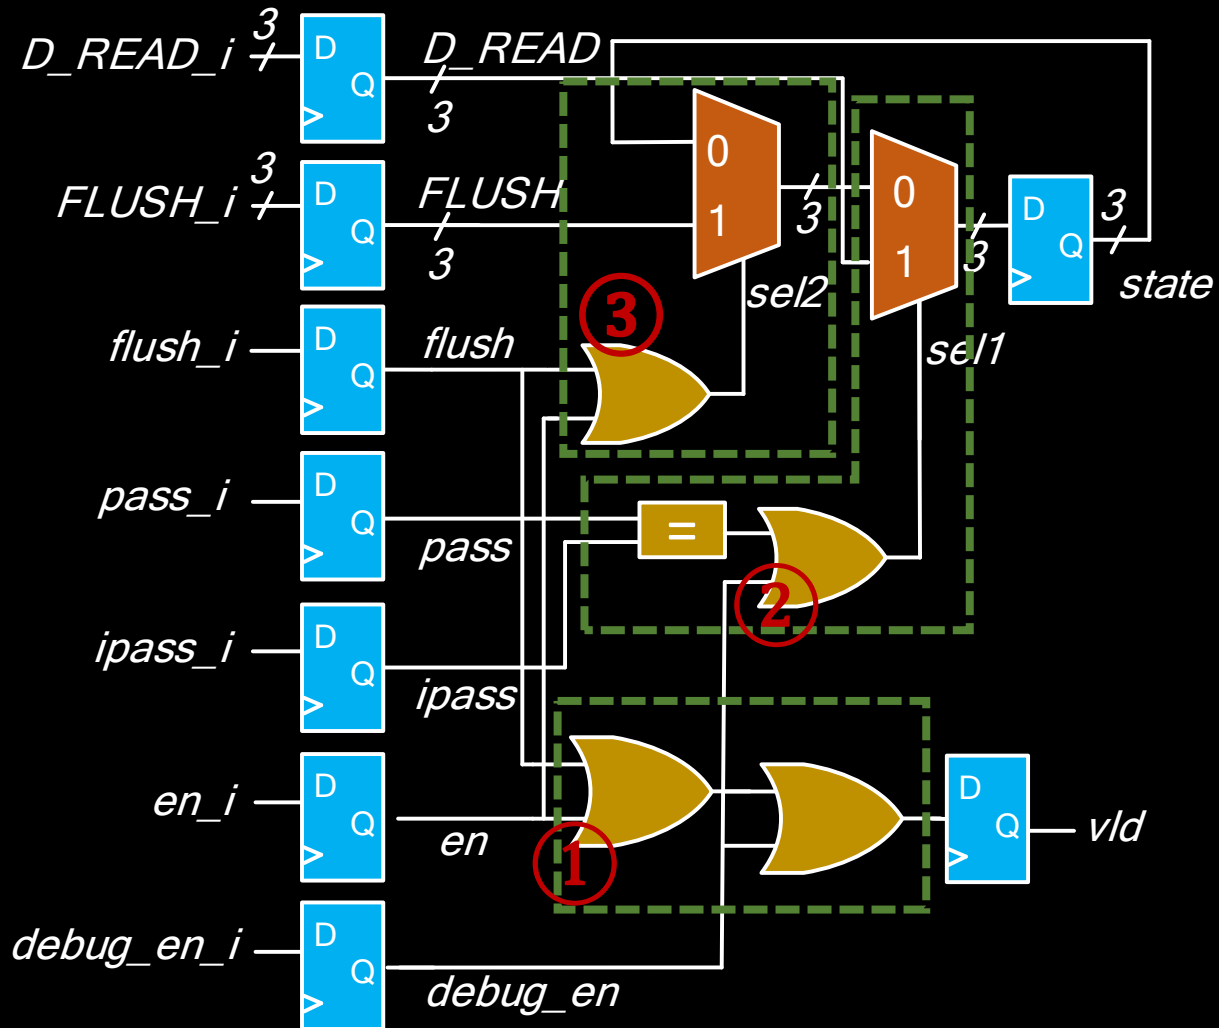 3
D_READ_i
D
Q
D_READ
3
0
1
3
FLUSH_i
D
Q
FLUSH
3
3
0
1
3
D
Q
3
state
sel2
sel1
flush_i
D
Q
flush
3
pass_i
D
Q
pass
=
2
ipass_i
D
Q
ipass
en_i
D
Q
en
1
D
Q
vld
debug_en_i
D
Q
debug_en